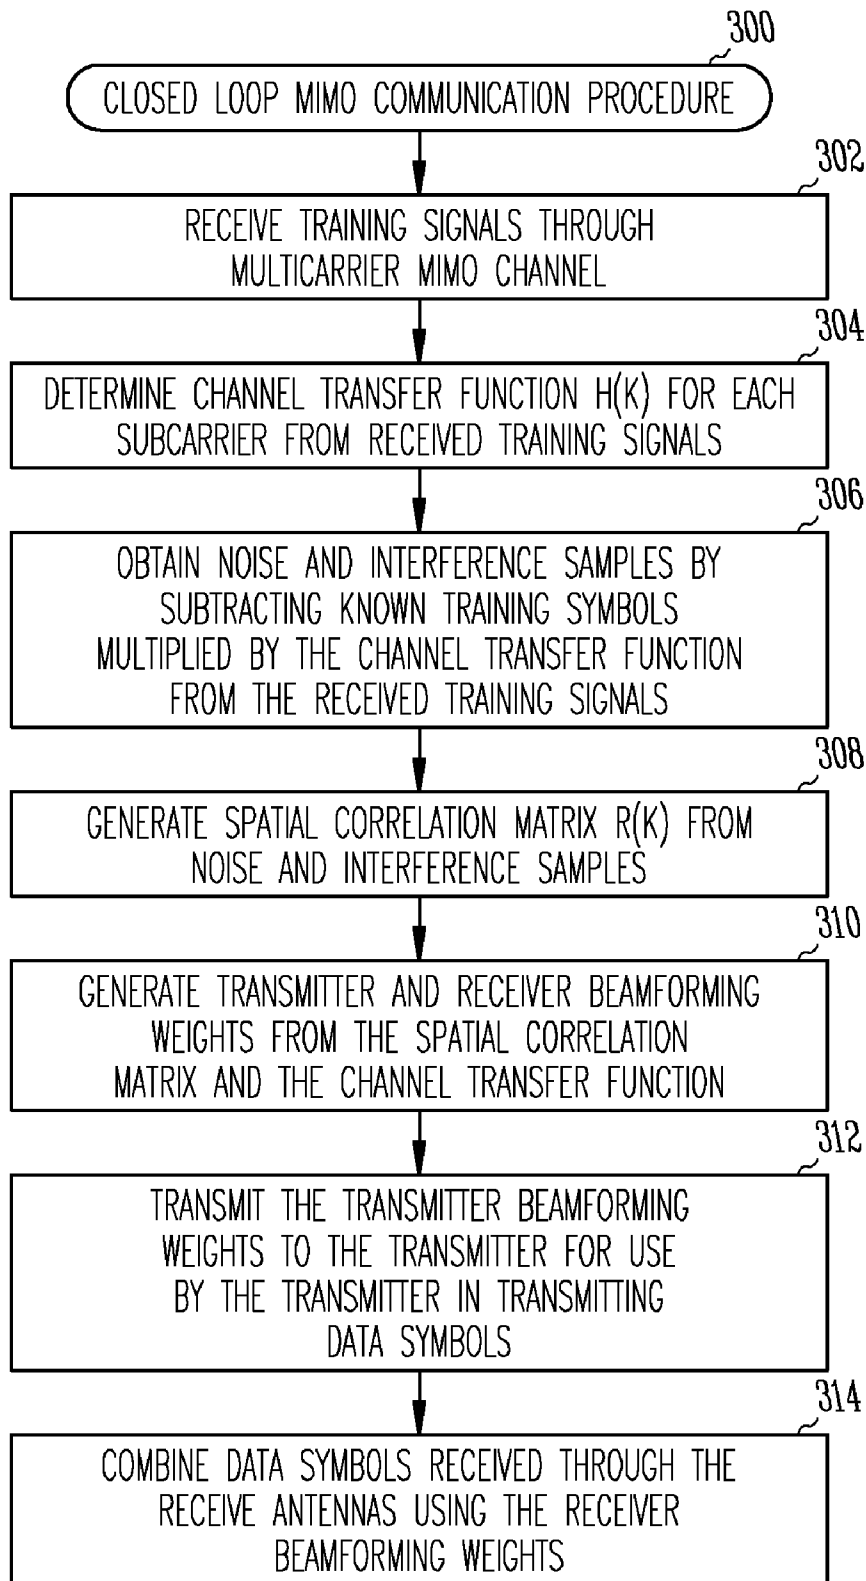 300
CLOSED LOOP MIMO COMMUNICATION PROCEDURE
302
RECEIVE TRAINING SIGNALS THROUGH
MULTICARRIER MIMO CHANNEL
304
DETERMINE CHANNEL TRANSFER FUNCTION H(K) FOR EACH
SUBCARRIER FROM RECEIVED TRAINING SIGNALS
306
OBTAIN NOISE AND INTERFERENCE SAMPLES BY
SUBTRACTING KNOWN TRAINING SYMBOLS
MULTIPLIED BY THE CHANNEL TRANSFER FUNCTION
FROM THE RECEIVED TRAINING SIGNALS
308
GENERATE SPATIAL CORRELATION MATRIX R(K) FROM
NOISE AND INTERFERENCE SAMPLES
310
GENERATE TRANSMITTER AND RECEIVER BEAMFORMING
WEIGHTS FROM THE SPATIAL CORRELATION
MATRIX AND THE CHANNEL TRANSFER FUNCTION
312
TRANSMIT THE TRANSMITTER BEAMFORMING
WEIGHTS TO THE TRANSMITTER FOR USE
BY THE TRANSMITTER IN TRANSMITTING
DATA SYMBOLS
314
COMBINE DATA SYMBOLS RECEIVED THROUGH THE
RECEIVE ANTENNAS USING THE RECEIVER
BEAMFORMING WEIGHTS